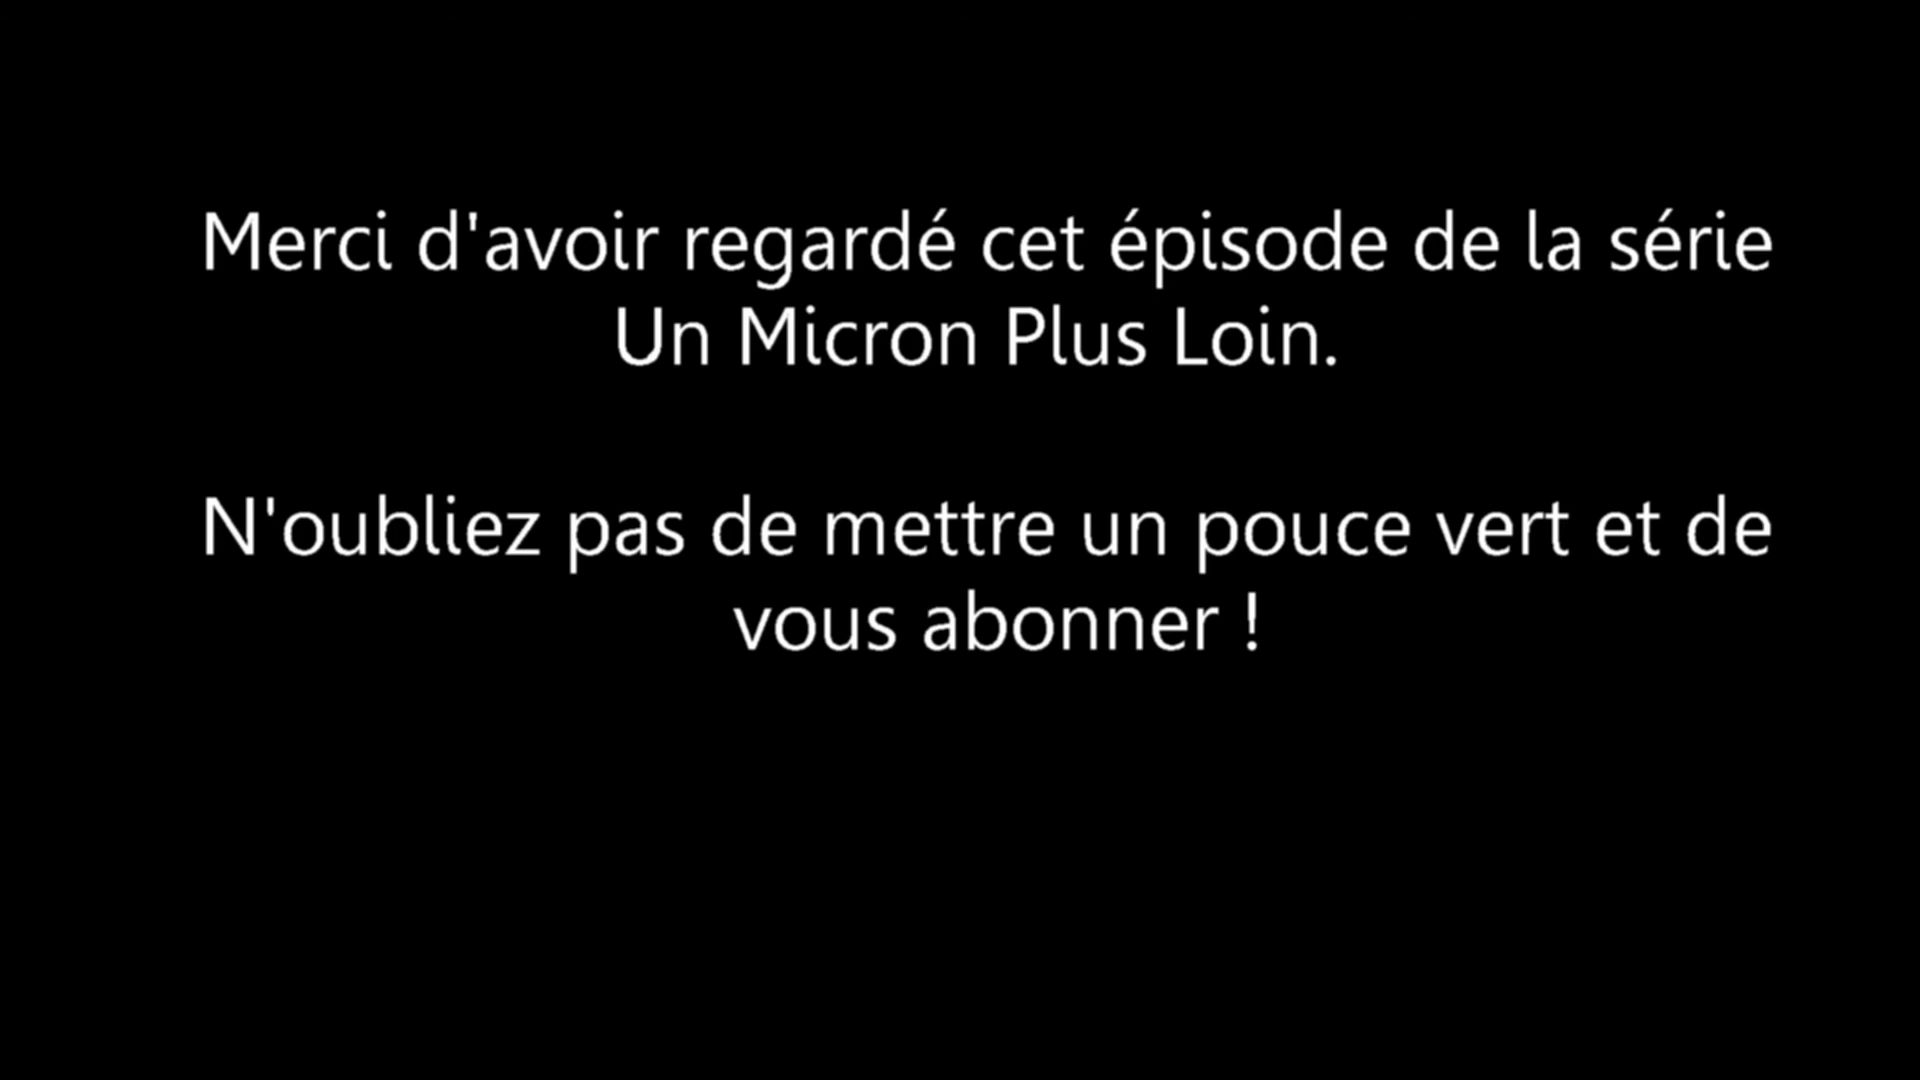 Merci d'avoir regardé cet épisode de la série
Un Micron Plus Loin.
N'oubliez pas de mettre un pouce vert et de
vous abonner !